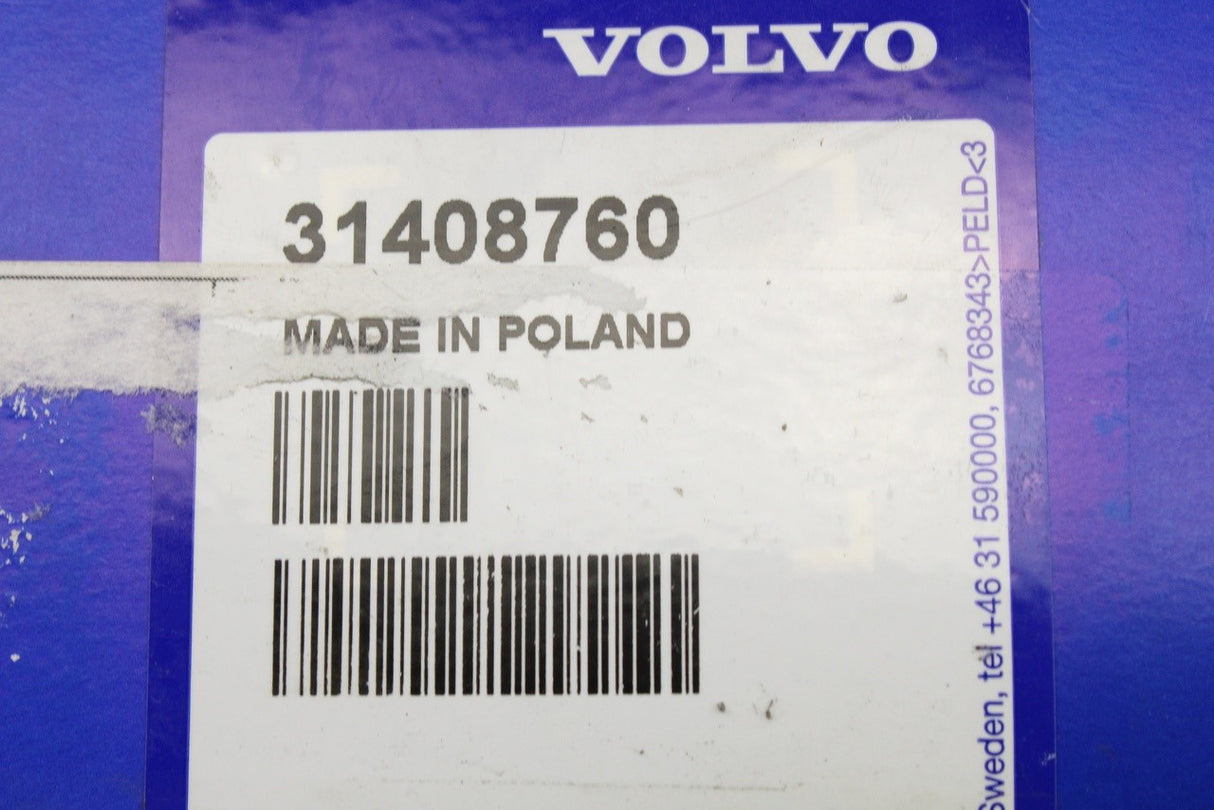 VOLVO
31408760
MADE IN POLAND
Sweden, tel +46 31 590000, 6768343>PELD<3